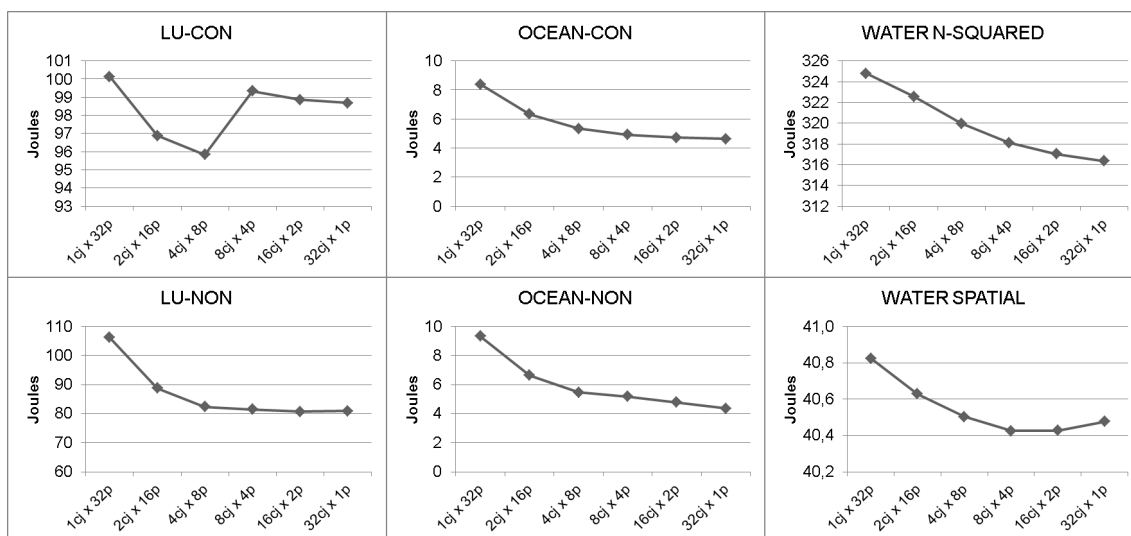 LU-CON
Joules
101
100
99
98
97
96
95
94
93
1cj x 32p
2cj x 16p
4cj x 8p
8cj x 4p
16cj x 2p
32cj x 1p
OCEAN-CON
Joules
10
8
6
4
2
0
1cj x 32p
2cj x 16p
4cj x 8p
8cj x 4p
16cj x 2p
32cj x 1p
WATER N-SQUARED
Joules
326
324
322
320
318
316
314
312
1cj x 32p
2cj x 16p
4cj x 8p
8cj x 4p
16cj x 2p
32cj x 1p
LU-NON
Joules
110
100
90
80
70
60
1cj x 32p
2cj x 16p
4cj x 8p
8cj x 4p
16cj x 2p
32cj x 1p
OCEAN-NON
Joules
10
8
6
4
2
0
1cj x 32p
2cj x 16p
4cj x 8p
8cj x 4p
16cj x 2p
32cj x 1p
WATER SPATIAL
Joules
41,0
40,8
40,6
40,4
40,2
1cj x 32p
2cj x 16p
4cj x 8p
8cj x 4p
16cj x 2p
32cj x 1p